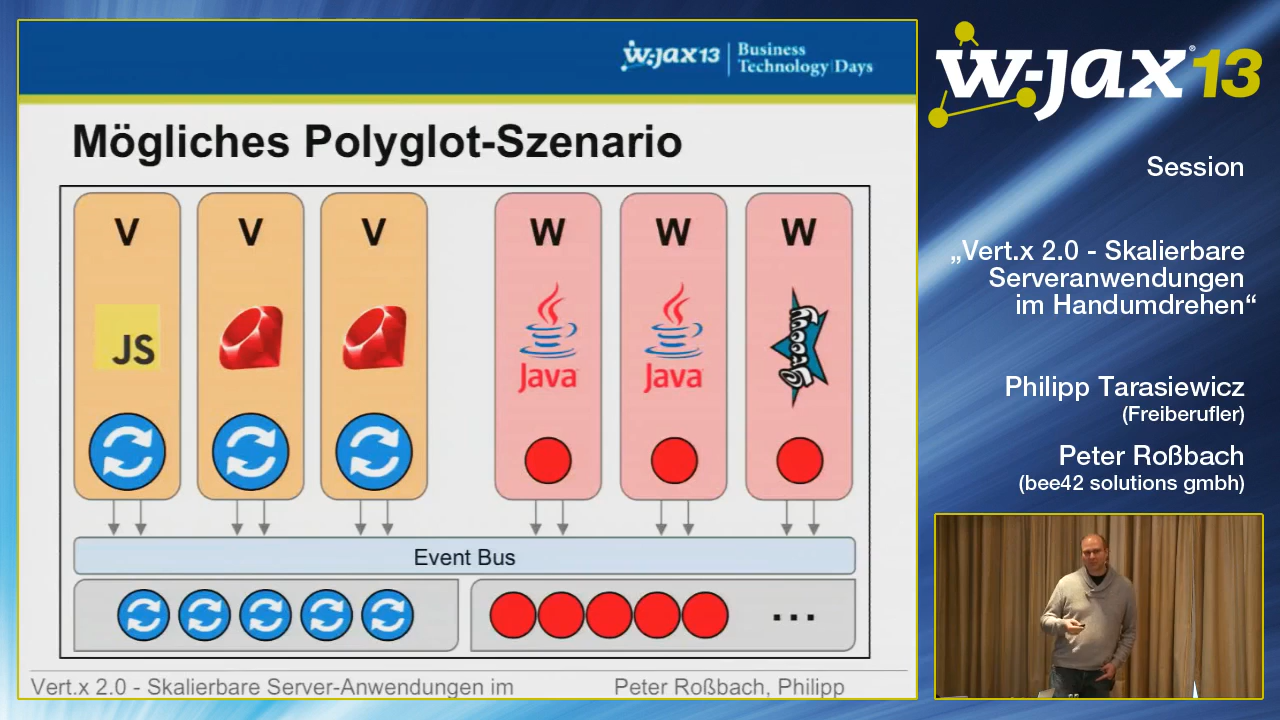 w-jax13
Business
Technology Days
Mögliches Polyglot-Szenario
V
V
V
W
W
W
JS
Java
Java
Groovy
Event Bus
...
Vert.x 2.0 - Skalierbare Server-Anwendungen im
Peter Roßbach, Philipp
w-jax® 13
Session
„Vert.x 2.0 - Skalierbare
Serveranwendungen
im Handumdrehen“
Philipp Tarasiewicz
(Freiberufler)
Peter Roßbach
(bee42 solutions gmbh)